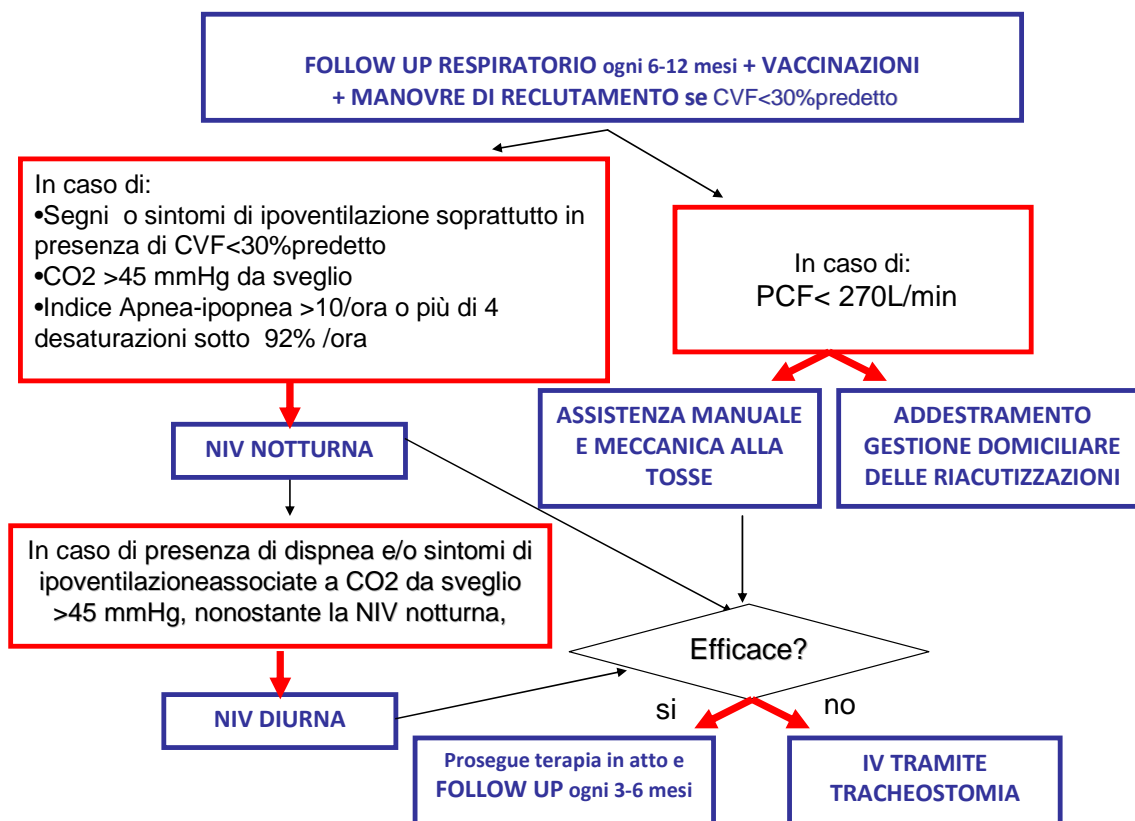 FOLLOW UP RESPIRATORIO ogni 6-12 mesi + VACCINAZIONI
+ MANOVRE DI RECLUTAMENTO se CVF<30%predetto
In caso di:
•Segni o sintomi di ipoventilazione soprattutto in
presenza di CVF<30%predetto
•CO2 >45 mmHg da sveglio
•Indice Apnea-ipopnea >10/ora o più di 4
desaturazioni sotto 92% /ora
In caso di:
PCF< 270L/min
NIV NOTTURNA
ASSISTENZA MANUALE
E MECCANICA ALLA
TOSSE
ADDESTRAMENTO
GESTIONE DOMICILIARE
DELLE RIACUTIZZAZIONI
In caso di presenza di dispnea e/o sintomi di
ipoventilazioneassociate a CO2 da sveglio
>45 mmHg, nonostante la NIV notturna,
Efficace?
NIV DIURNA
si
no
Prosegue terapia in atto e
FOLLOW UP ogni 3-6 mesi
IV TRAMITE
TRACHEOSTOMIA